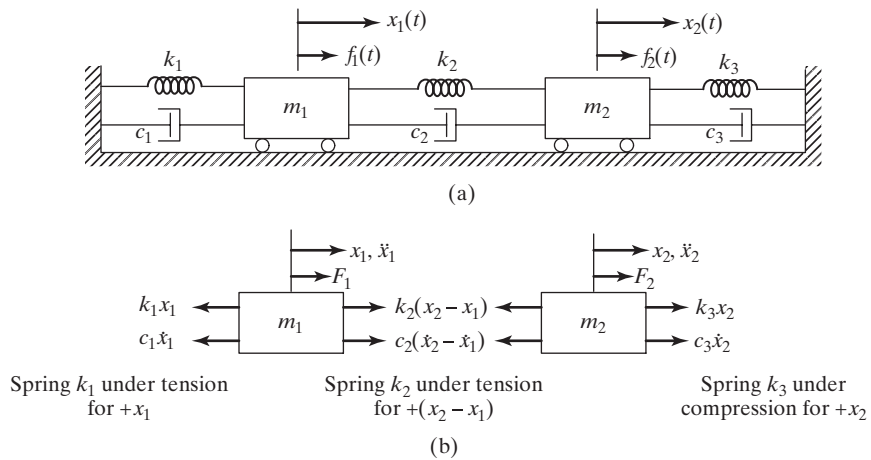 x₁(t) x₂(t)
f₁(t) f₂(t)
k₁ k₂ k₃
m₁ m₂
c₁ c₂ c₃
(a)
x₁, ẍ₁ x₂, ẍ₂
F₁ F₂
k₁x₁ m₁ k₂(x₂ − x₁) m₂ k₃x₂
c₁ẋ₁ c₂(ẋ₂ − ẋ₁) c₃ẋ₂
Spring k₁ under tension
for +x₁
Spring k₂ under tension
for +(x₂ − x₁)
Spring k₃ under
compression for +x₂
(b)